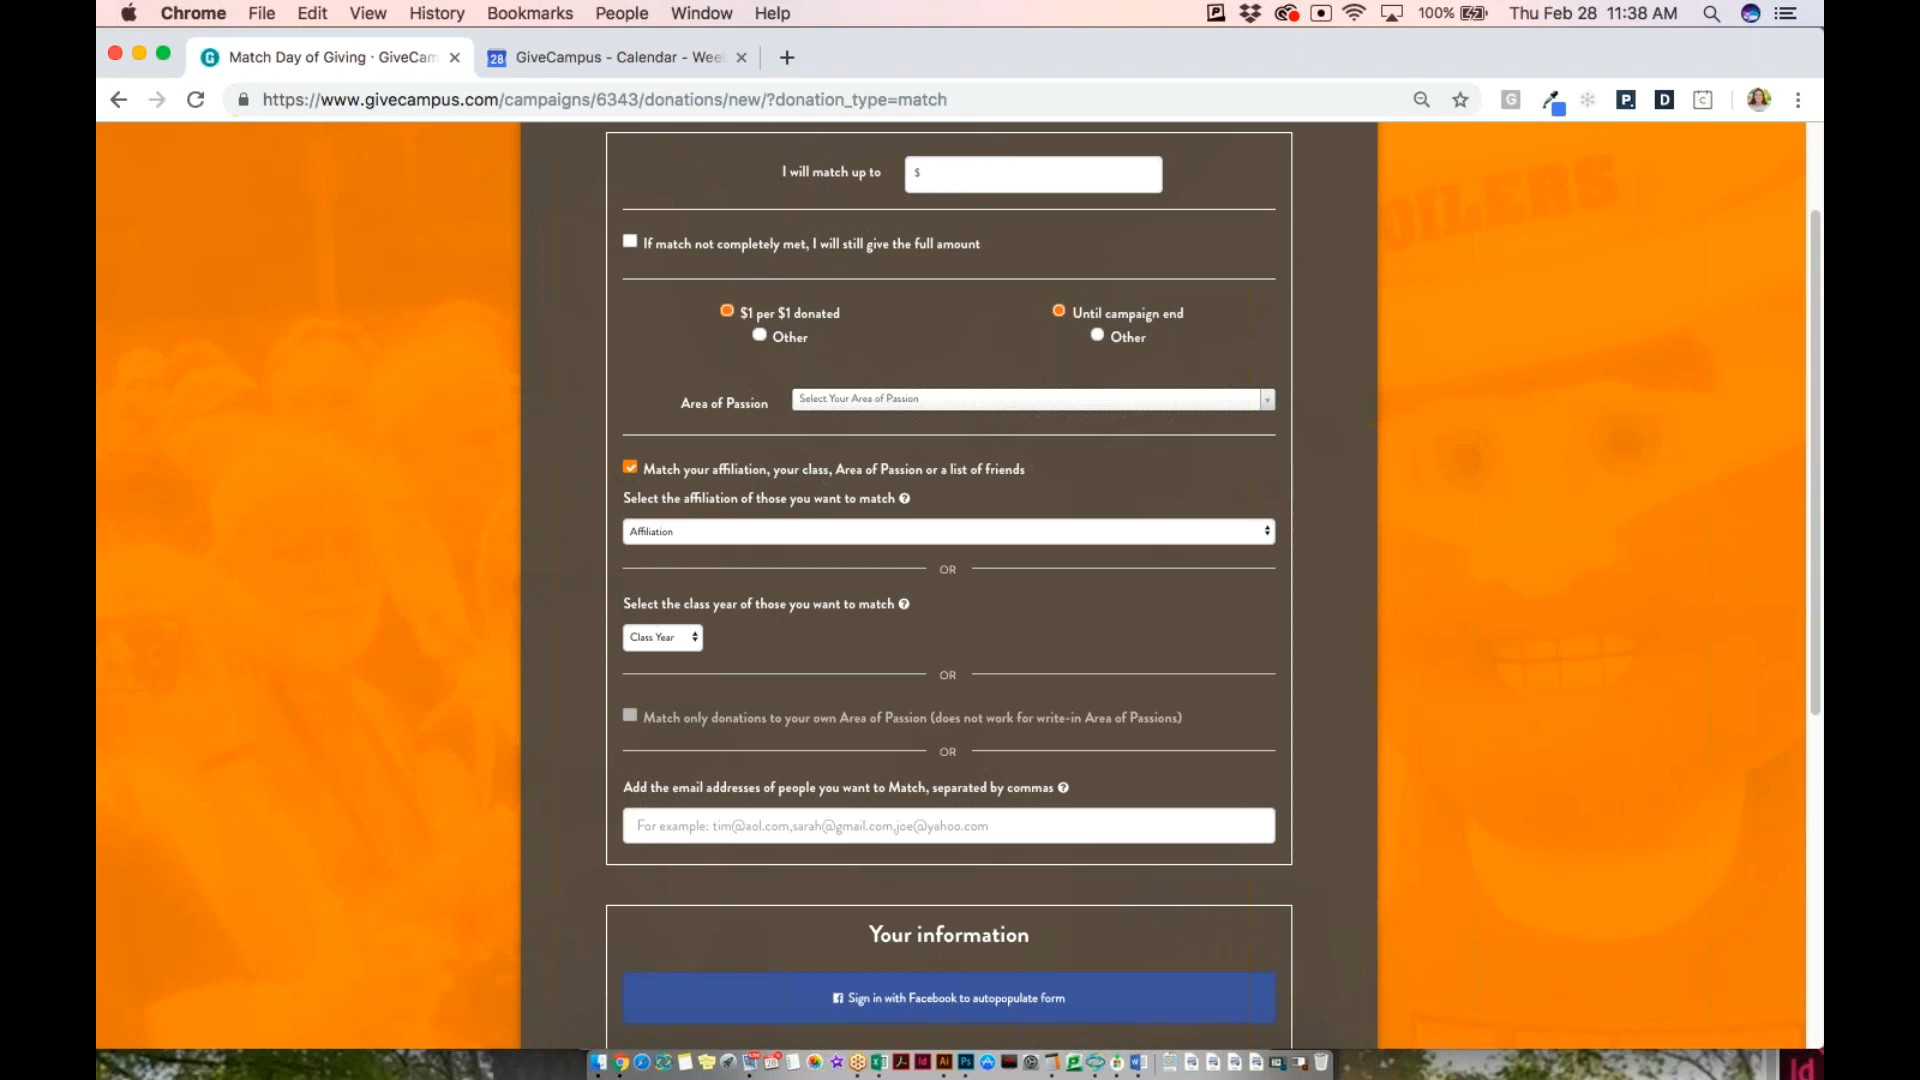 Chrome File Edit View History Bookmarks People Window Help 100% Thu Feb 28 11:38 AM
Match Day of Giving · GiveCam
28 GiveCampus - Calendar - Wee
https://www.givecampus.com/campaigns/6343/donations/new/?donation_type=match
OILERS
I will match up to $
If match not completely met, I will still give the full amount
$1 per $1 donated Until campaign end
Other Other
Area of Passion Select Your Area of Passion
Match your affiliation, your class, Area of Passion or a list of friends
Select the affiliation of those you want to match
Affiliation
OR
Select the class year of those you want to match
Class Year
OR
Match only donations to your own Area of Passion (does not work for write-in Area of Passions)
OR
Add the email addresses of people you want to Match, separated by commas
For example: tim@aol.com,sarah@gmail.com,joe@yahoo.com
Your information
Sign in with Facebook to autopopulate form
Id